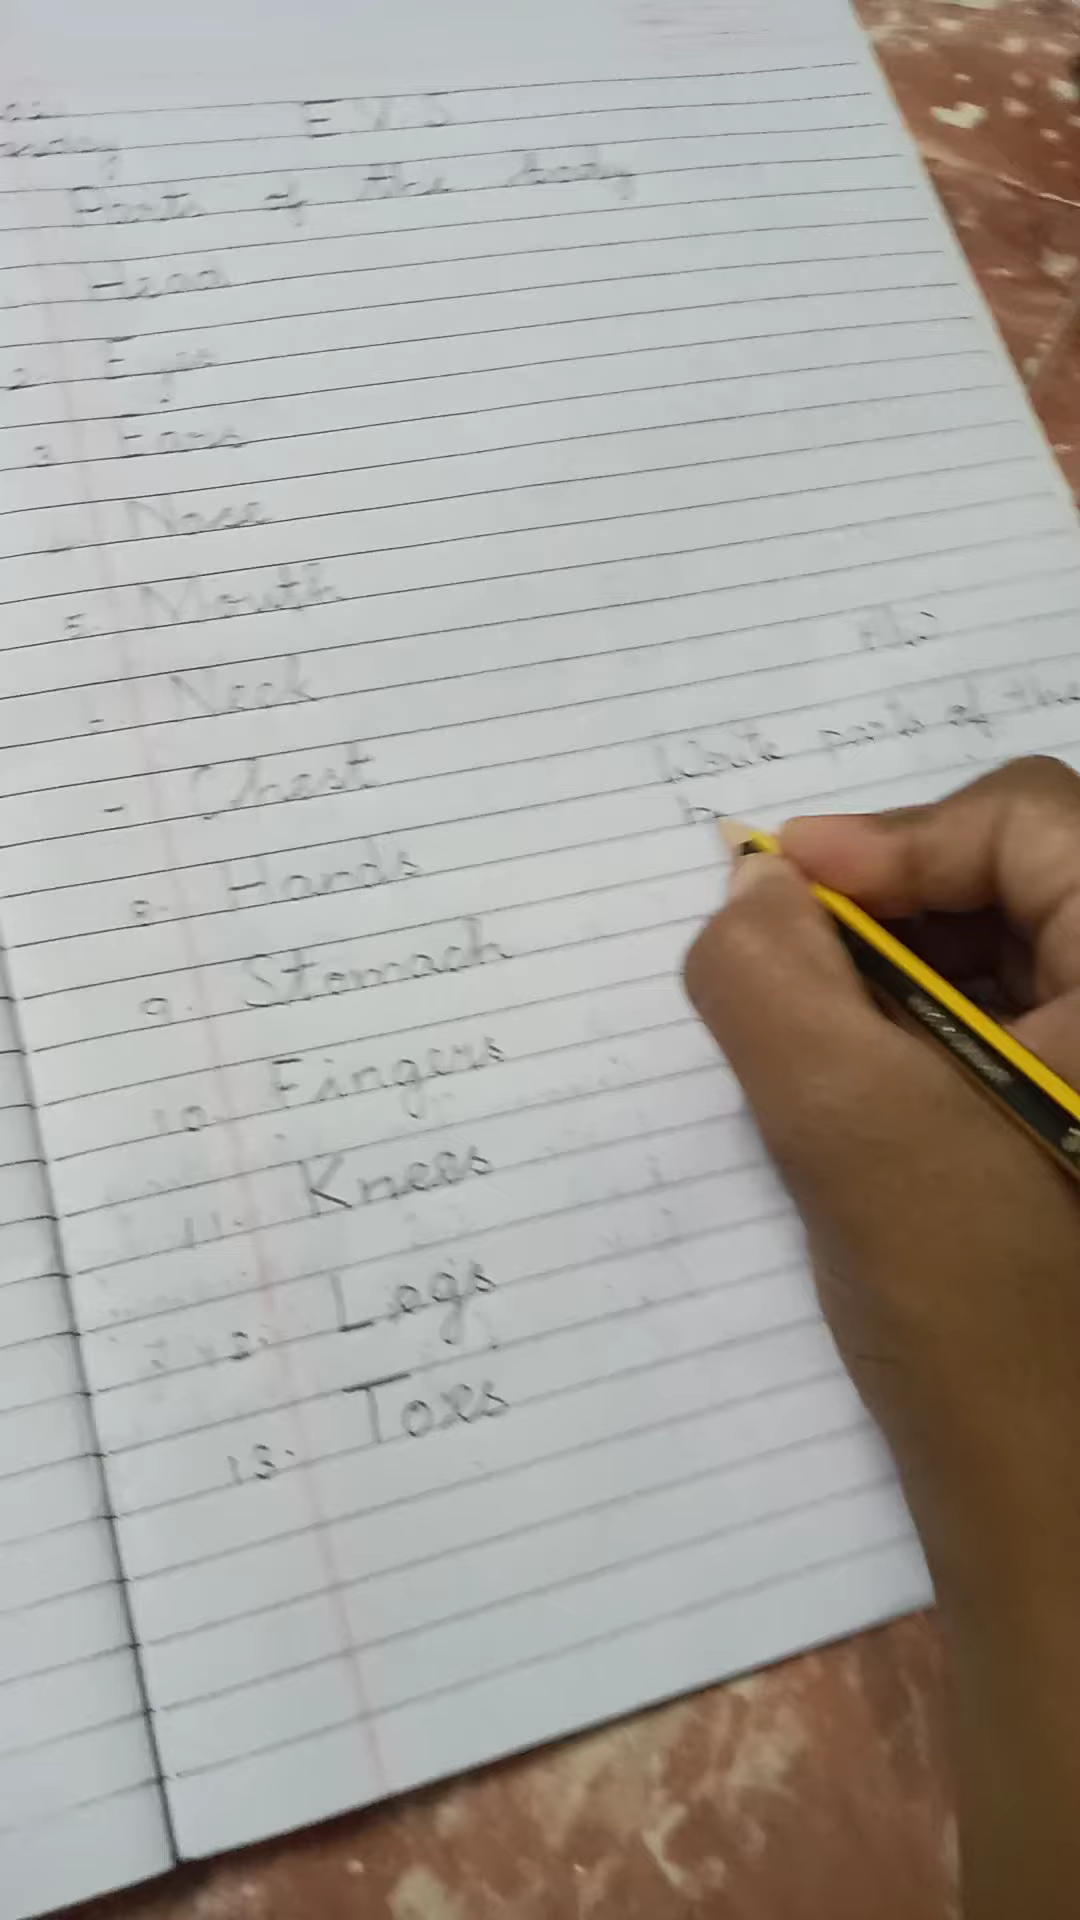 E.V.S
Parts of the body
Head
2. Eyes
3. Ears
Nose
5. Mouth
Neck
Chest
8. Hands
9. Stomach
10. Fingers
11. Knees
12. Legs
13. Toes
H.W
Write parts of the
b